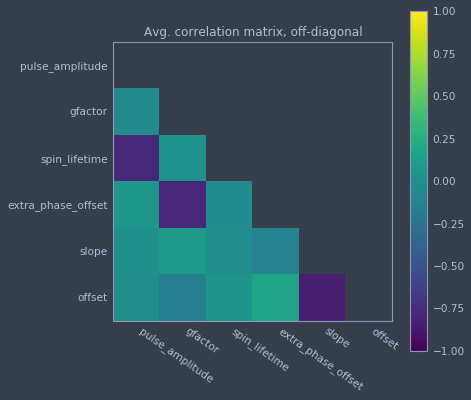 Avg. correlation matrix, off-diagonal
pulse_amplitude
gfactor
spin_lifetime
extra_phase_offset
slope
offset
pulse_amplitude
gfactor
spin_lifetime
extra_phase_offset
slope
offset
1.00
0.75
0.50
0.25
0.00
−0.25
−0.50
−0.75
−1.00